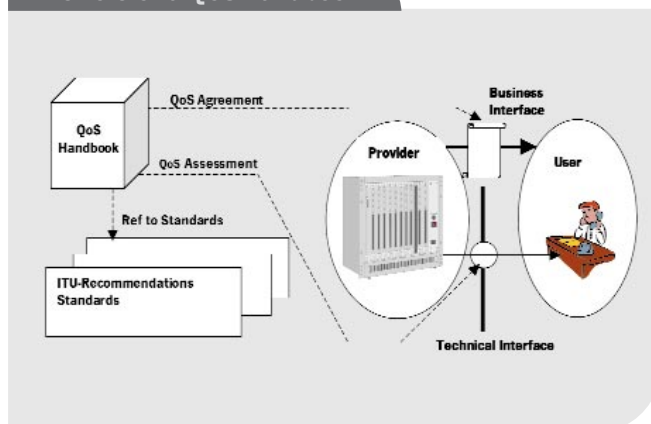 QoS Agreement
Business
Interface
QoS
Handbook
Provider
User
QoS Assessment
Ref to Standards
ITU-Recommendations
Standards
Technical Interface